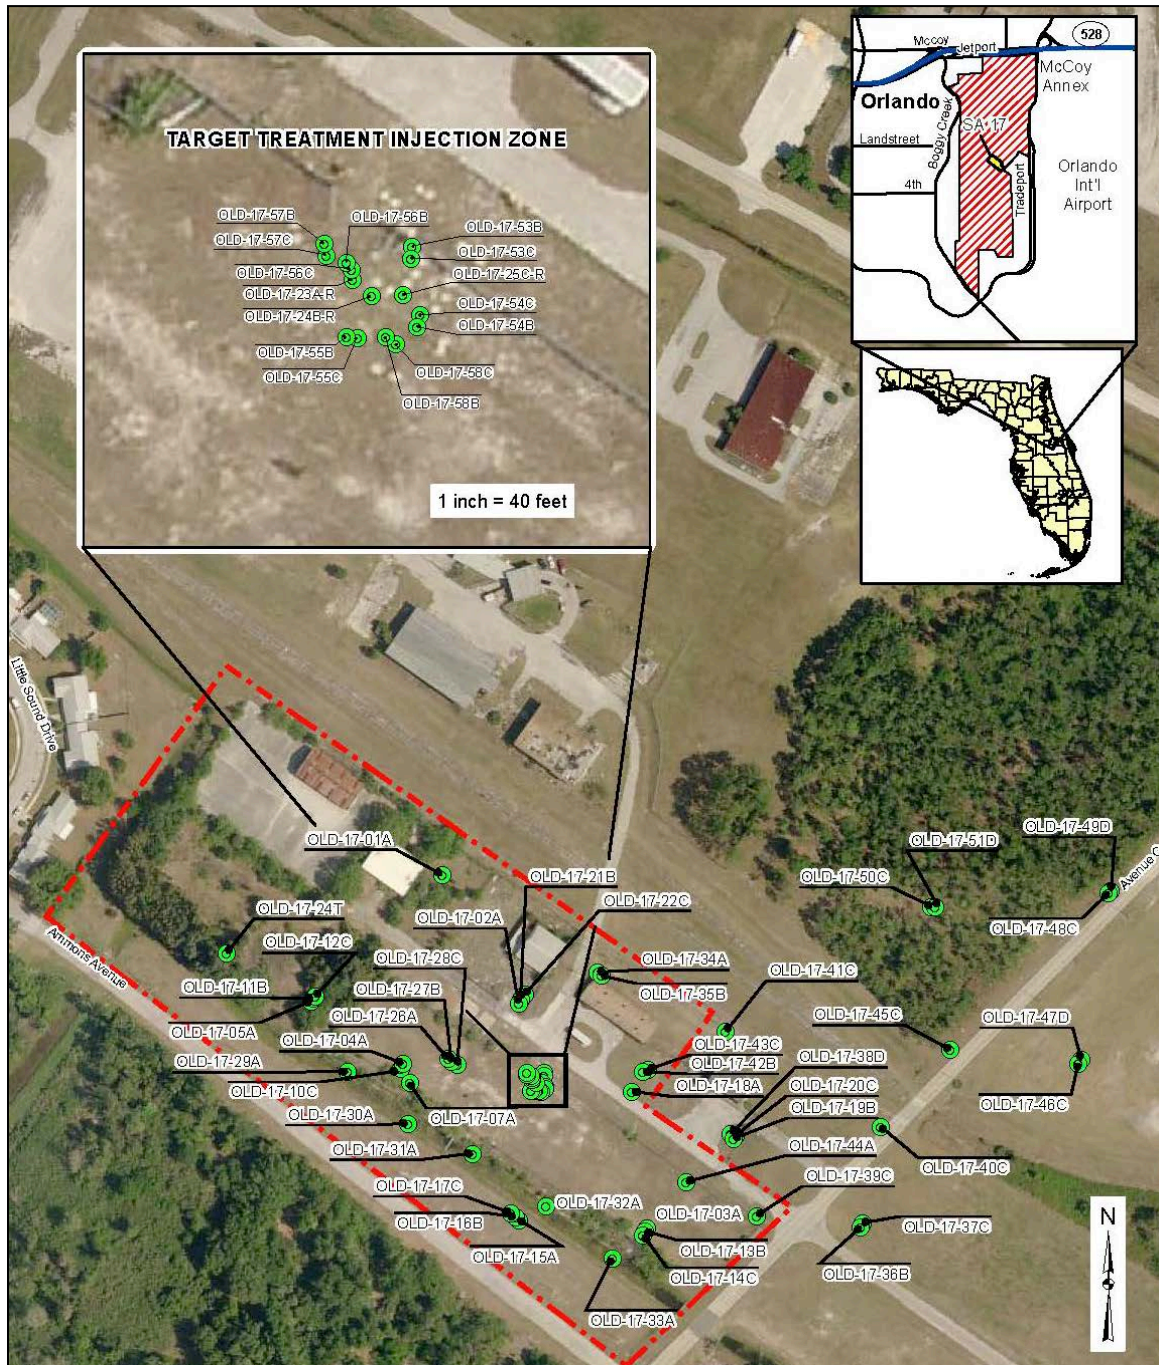 TARGET TREATMENT INJECTION ZONE
OLD-17-57B
OLD-17-56B
OLD-17-53B
OLD-17-57C
OLD-17-53C
OLD-17-56C
OLD-17-25C-R
OLD-17-23A-R
OLD-17-54C
OLD-17-24B-R
OLD-17-54B
OLD-17-55B
OLD-17-58C
OLD-17-55C
OLD-17-58B
1 inch = 40 feet
McCoy
Jetport
528
McCoy
Annex
Orlando
Boggy Creek
SA 17
Landstreet
4th
Tradeport
Orlando
Int'l
Airport
Little Sound Drive
Ammons Avenue
OLD-17-01A
OLD-17-21B
OLD-17-51D
OLD-17-49D
OLD-17-50C
OLD-17-22C
Avenue C
OLD-17-24T
OLD-17-02A
OLD-17-48C
OLD-17-12C
OLD-17-28C
OLD-17-34A
OLD-17-41C
OLD-17-11B
OLD-17-27B
OLD-17-35B
OLD-17-45C
OLD-17-47D
OLD-17-05A
OLD-17-26A
OLD-17-04A
OLD-17-43C
OLD-17-38D
OLD-17-29A
OLD-17-42B
OLD-17-20C
OLD-17-10C
OLD-17-18A
OLD-17-19B
OLD-17-46C
OLD-17-07A
OLD-17-30A
OLD-17-44A
OLD-17-31A
OLD-17-40C
OLD-17-39C
OLD-17-17C
OLD-17-32A
OLD-17-03A
OLD-17-16B
OLD-17-37C
OLD-17-15A
OLD-17-13B
OLD-17-14C
OLD-17-36B
OLD-17-33A
N